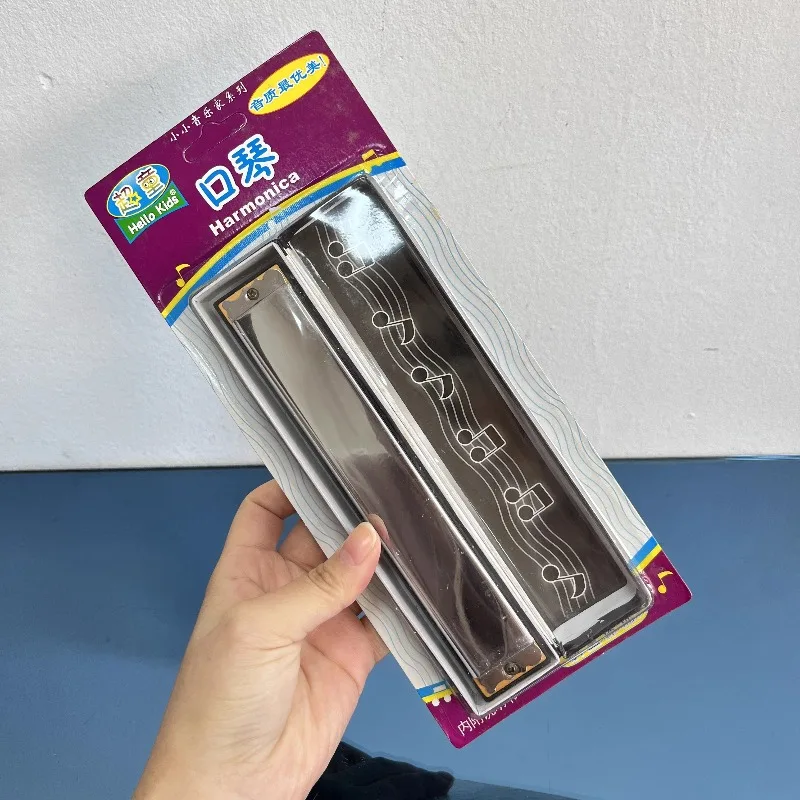 小小音乐家系列
音质最优美!
超童
Hello Kids®
口琴
Harmonica